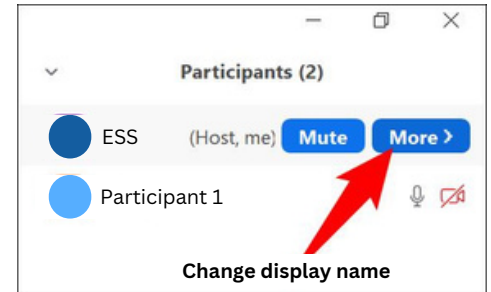 Participants (2)
ESS (Host, me) Mute More >
Participant 1
Change display name